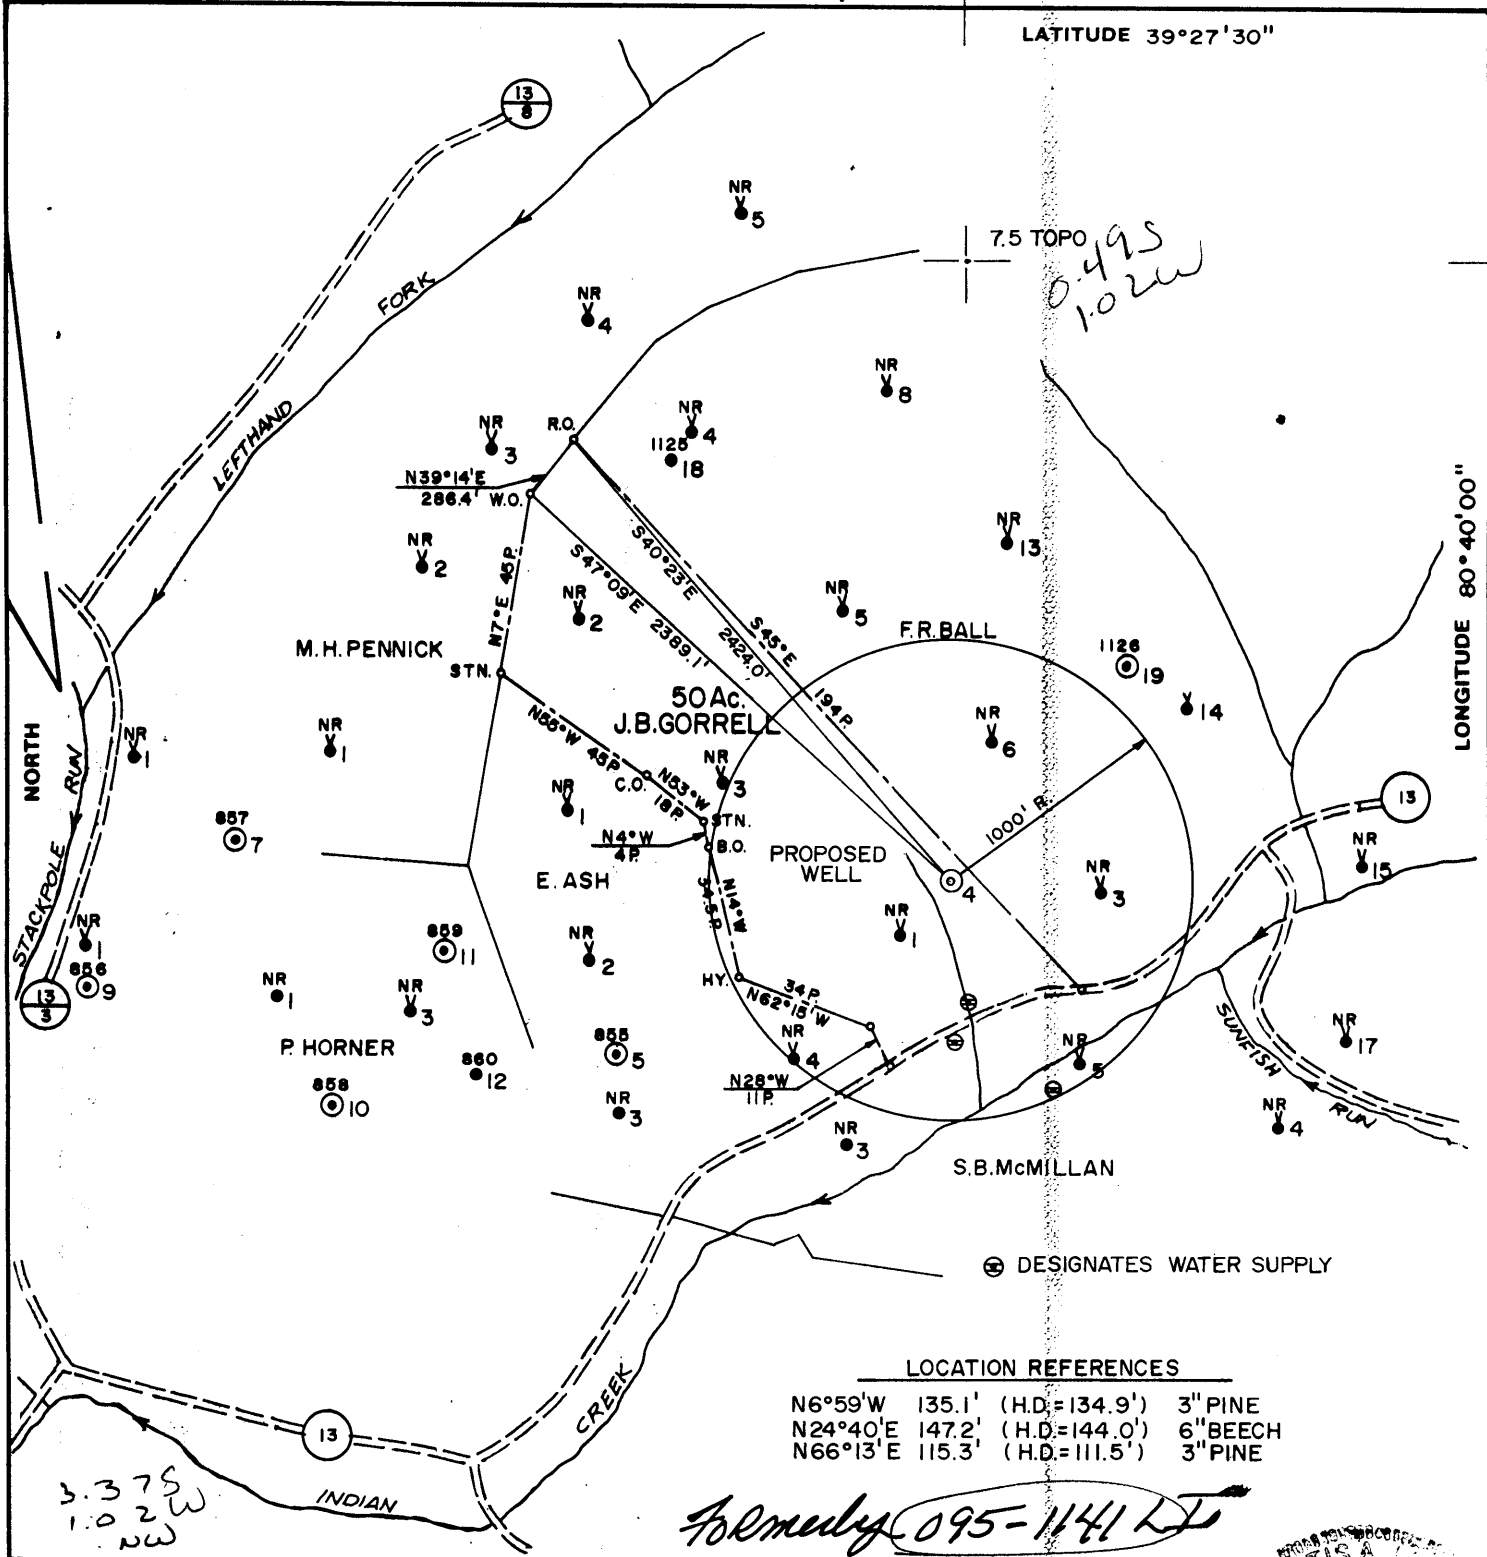 LATITUDE 39°27'30"
13
8
NR
5
7.5 TOPO
0.49S
1.02W
FORK
NR
4
NR
8
LEFTHAND
NR
3
R.O.
NR
4
1125
18
N39°14'E
286.4' W.O.
NR
13
LONGITUDE 80°40'00"
NR
2
N7°E 45P.
S47°09'E 2389.1'
S40°23'E 2424.0'
S45°E 194P.
NR
2
NR
5
F.R.BALL
M.H. PENNICK
STN.
1126
19
50Ac.
J.B.GORRELL
14
NR
6
NORTH
RUN
NR
1
NR
1
N55°W 45P.
C.O.
N53°W
18P.
NR
3
NR
1
STN.
N4°W
4P.
B.O.
1000' R.
13
857
7
PROPOSED
WELL
4
NR
15
E. ASH
N14°W
34.5P.
NR
3
STACKPOLE
NR
1
856
9
859
11
NR
2
NR
1
HY.
34P.
N62°15'W
13
3
NR
1
NR
3
SUNFISH
RUN
NR
17
P. HORNER
855
5
860
12
NR
4
NR
5
N28°W
11P.
858
10
NR
3
NR
3
NR
4
S.B.McMILLAN
DESIGNATES WATER SUPPLY
LOCATION REFERENCES
N6°59'W 135.1' (H.D.=134.9') 3"PINE
N24°40'E 147.2' (H.D.=144.0') 6"BEECH
N66°13'E 115.3' (H.D.=111.5') 3"PINE
CREEK
13
INDIAN
3.37S
1.02W
NW
Formerly 095-1141